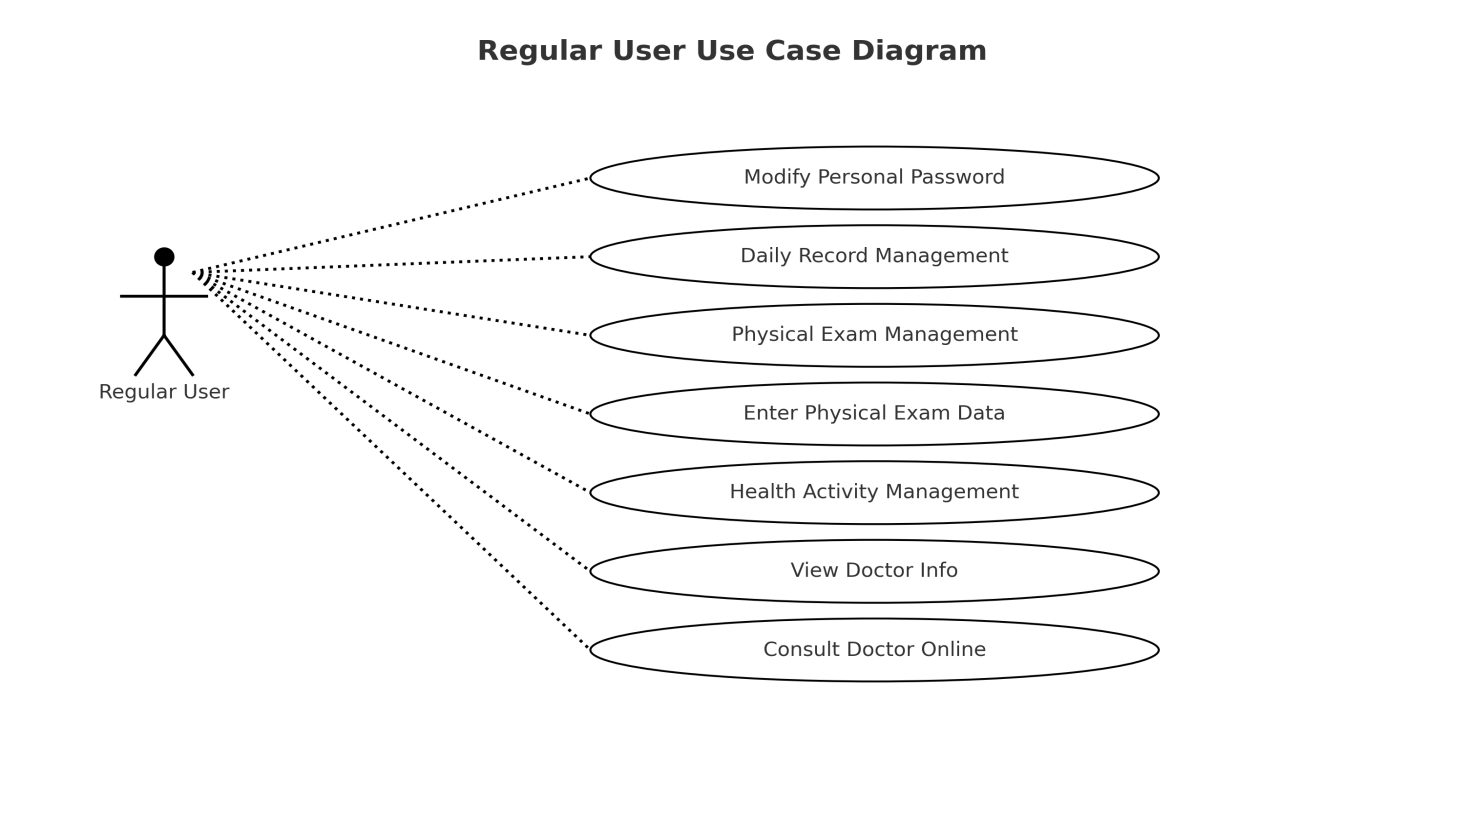 Regular User Use Case Diagram
Modify Personal Password
Daily Record Management
Physical Exam Management
Regular User
Enter Physical Exam Data
Health Activity Management
View Doctor Info
Consult Doctor Online